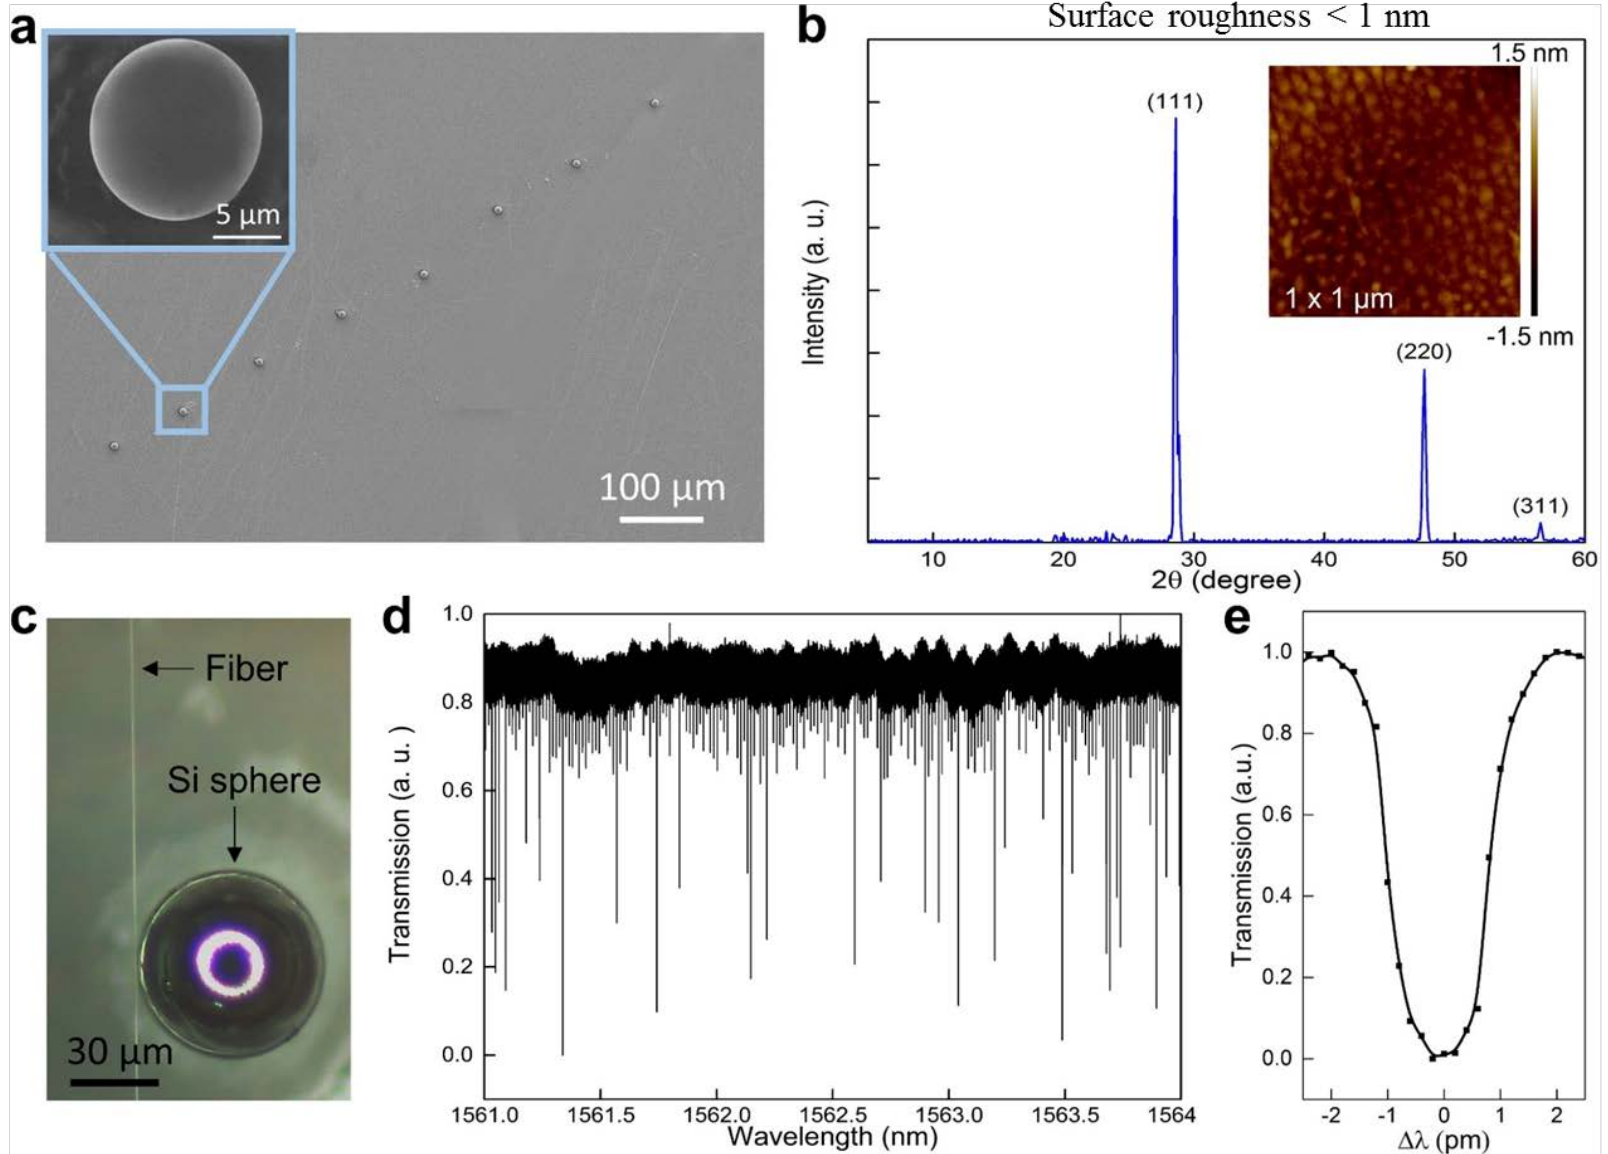 a
5 µm
100 µm
b
Surface roughness < 1 nm
Intensity (a. u.)
(111)
(220)
(311)
1.5 nm
1 x 1 µm
-1.5 nm
10 20 30 40 50 60
2θ (degree)
c
Fiber
Si sphere
30 µm
d
Transmission (a. u. )
1.0
0.8
0.6
0.4
0.2
0.0
1561.0 1561.5 1562.0 1562.5 1563.0 1563.5 1564
Wavelength (nm)
e
Transmission (a.u.)
1.0
0.8
0.6
0.4
0.2
0.0
-2 -1 0 1 2
Δλ (pm)